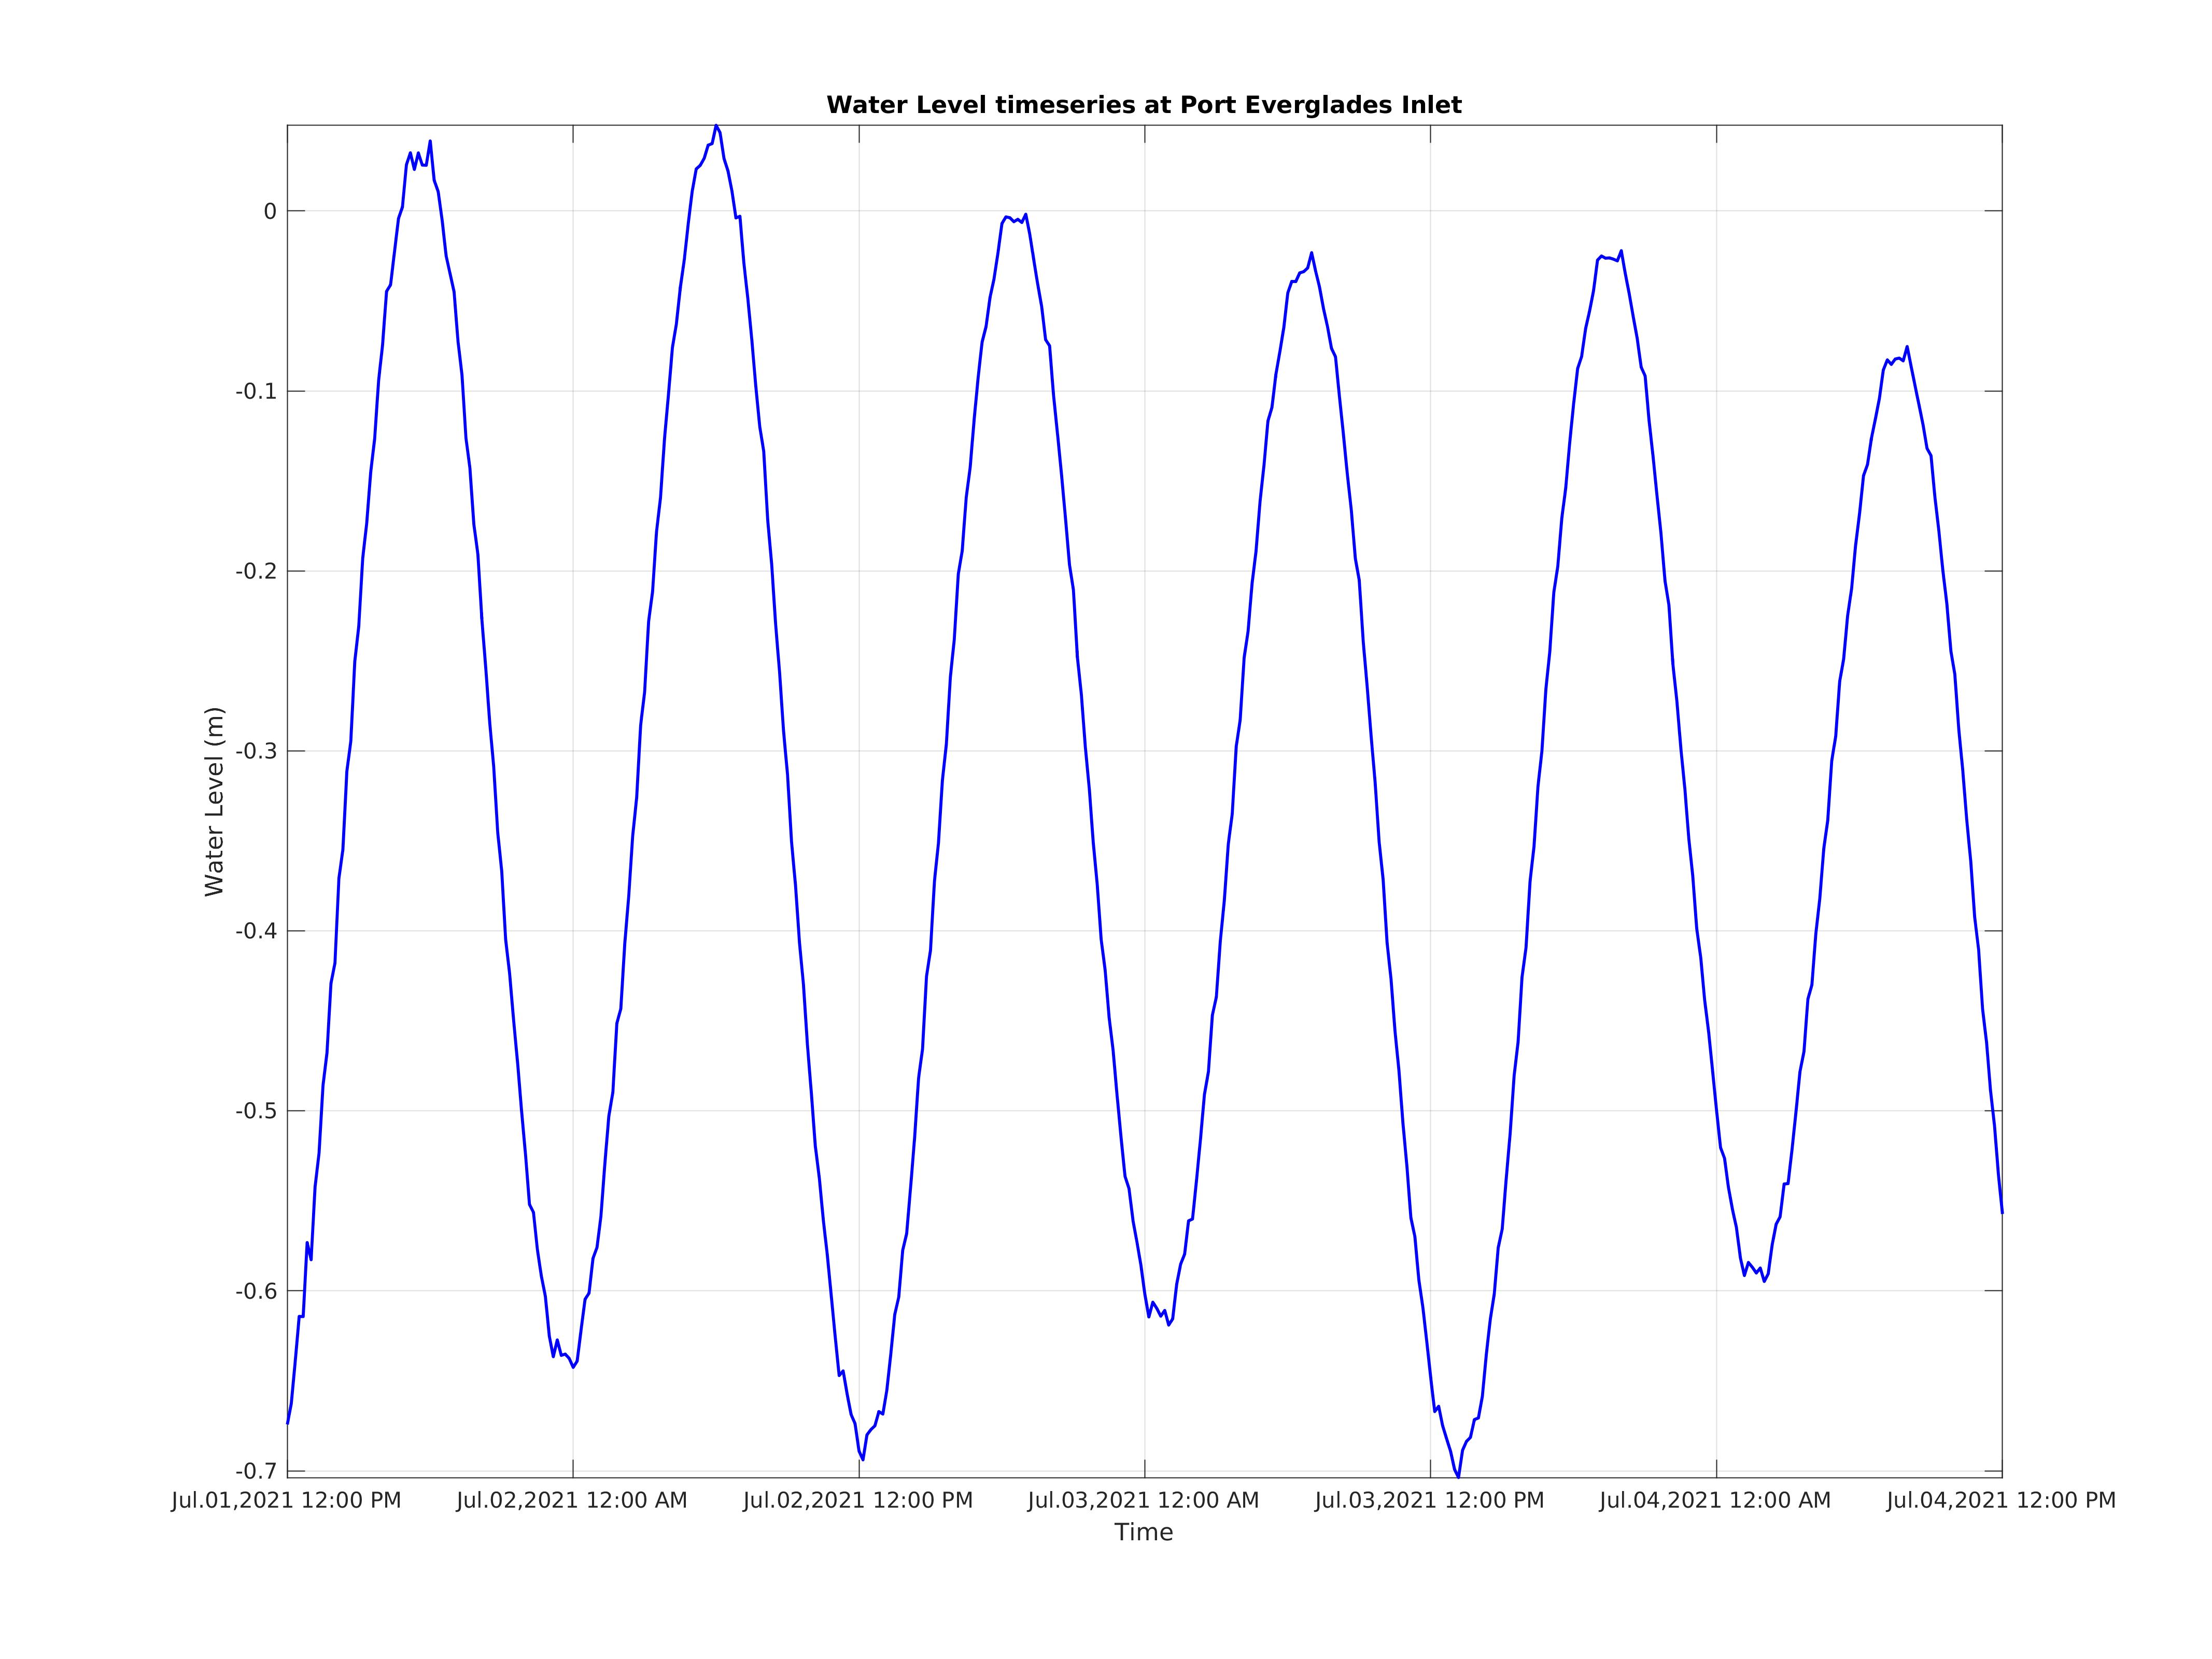 Water Level timeseries at Port Everglades Inlet
0
-0.1
-0.2
-0.3
-0.4
-0.5
-0.6
-0.7
Water Level (m)
Jul.01,2021 12:00 PM Jul.02,2021 12:00 AM Jul.02,2021 12:00 PM Jul.03,2021 12:00 AM Jul.03,2021 12:00 PM Jul.04,2021 12:00 AM Jul.04,2021 12:00 PM
Time